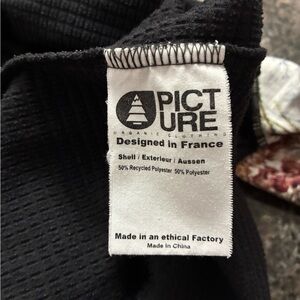 PICT
URE
ORGANIC CLOTHING
Designed in France
Shell / Exterieur / Aussen
50% Recycled Polyester 50% Polyester
Made in an ethical Factory
Made in China